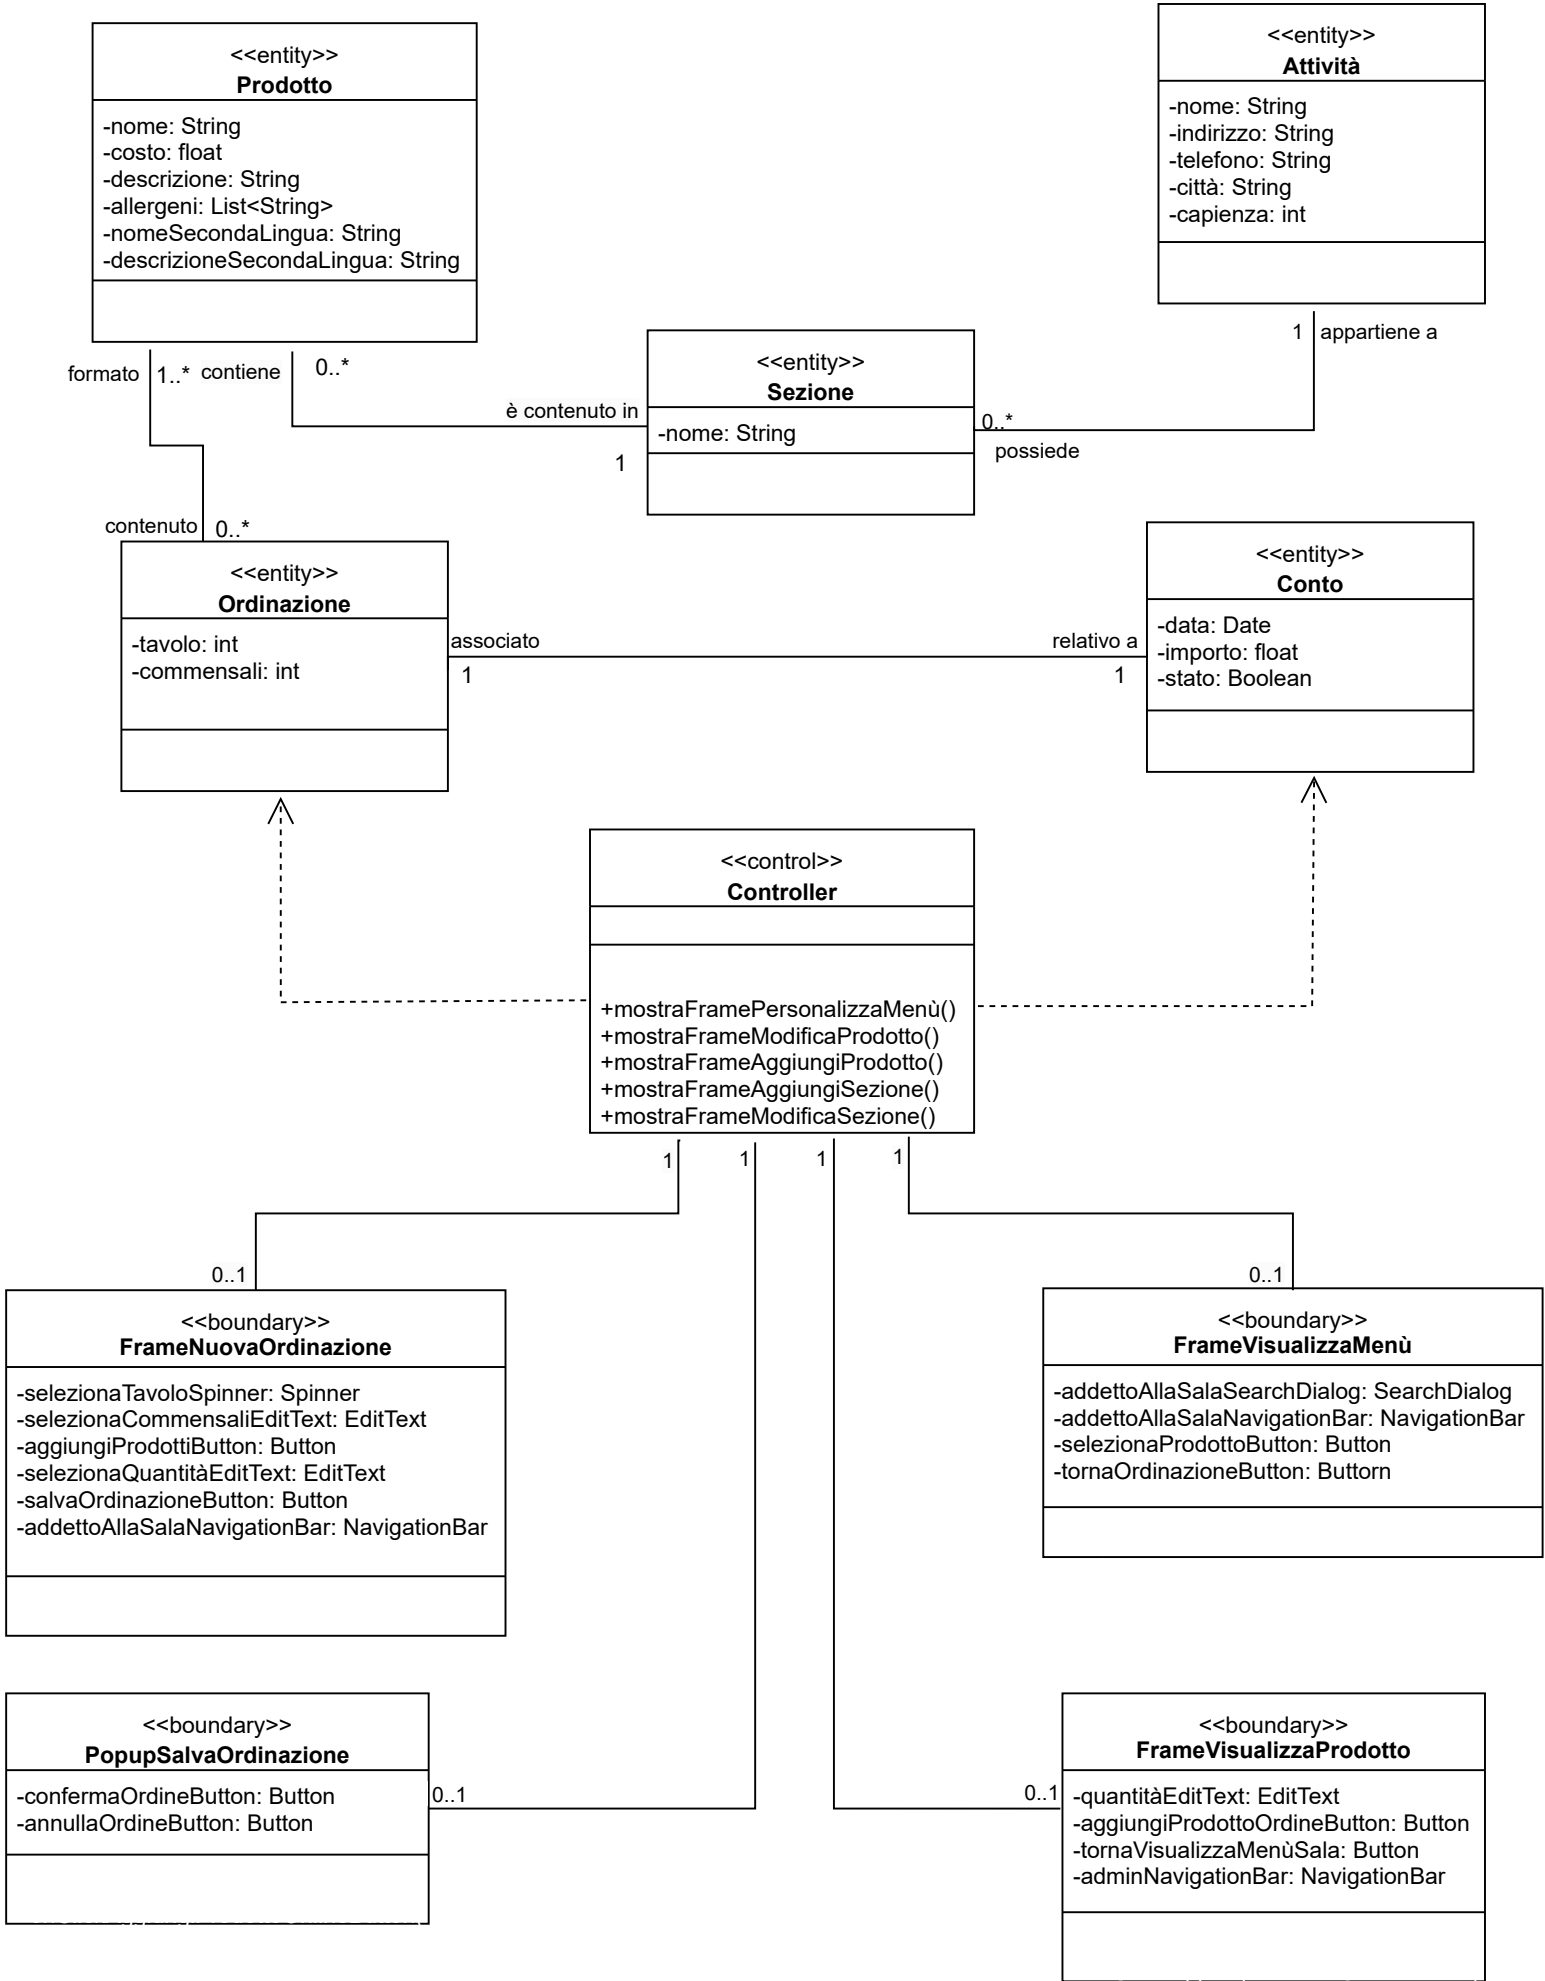 <<entity>>
Prodotto
-nome: String
-costo: float
-descrizione: String
-allergeni: List<String>
-nomeSecondaLingua: String
-descrizioneSecondaLingua: String
<<entity>>
Attività
-nome: String
-indirizzo: String
-telefono: String
-città: String
-capienza: int
formato
1..*
contiene
0..*
è contenuto in
1
<<entity>>
Sezione
-nome: String
0..*
possiede
1
appartiene a
contenuto
0..*
<<entity>>
Ordinazione
-tavolo: int
-commensali: int
associato
1
relativo a
1
<<entity>>
Conto
-data: Date
-importo: float
-stato: Boolean
<<control>>
Controller
+mostraFramePersonalizzaMenù()
+mostraFrameModificaProdotto()
+mostraFrameAggiungiProdotto()
+mostraFrameAggiungiSezione()
+mostraFrameModificaSezione()
1
1
1
1
0..1
0..1
<<boundary>>
FrameNuovaOrdinazione
-selezionaTavoloSpinner: Spinner
-selezionaCommensaliEditText: EditText
-aggiungiProdottiButton: Button
-selezionaQuantitàEditText: EditText
-salvaOrdinazioneButton: Button
-addettoAllaSalaNavigationBar: NavigationBar
<<boundary>>
FrameVisualizzaMenù
-addettoAllaSalaSearchDialog: SearchDialog
-addettoAllaSalaNavigationBar: NavigationBar
-selezionaProdottoButton: Button
-tornaOrdinazioneButton: Buttorn
<<boundary>>
PopupSalvaOrdinazione
-confermaOrdineButton: Button
-annullaOrdineButton: Button
0..1
0..1
<<boundary>>
FrameVisualizzaProdotto
-quantitàEditText: EditText
-aggiungiProdottoOrdineButton: Button
-tornaVisualizzaMenùSala: Button
-adminNavigationBar: NavigationBar